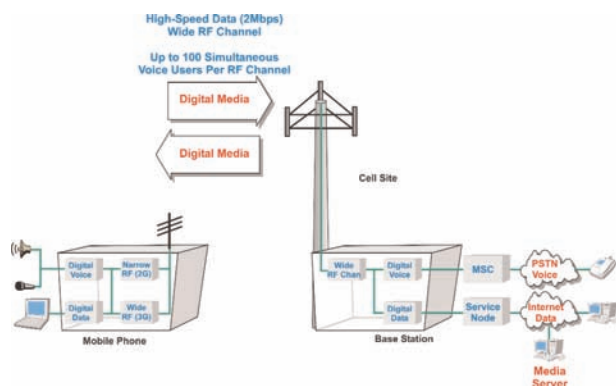 High-Speed Data (2Mbps)
Wide RF Channel
Up to 100 Simultaneous
Voice Users Per RF Channel
Digital Media
Digital Media
Cell Site
Digital
Voice
Narrow
RF (2G)
Digital
Data
Wide
RF (3G)
Mobile Phone
Wide
RF Chan
Digital
Voice
Digital
Data
Base Station
MSC
Service
Node
PSTN
Voice
Internet
Data
Media
Server